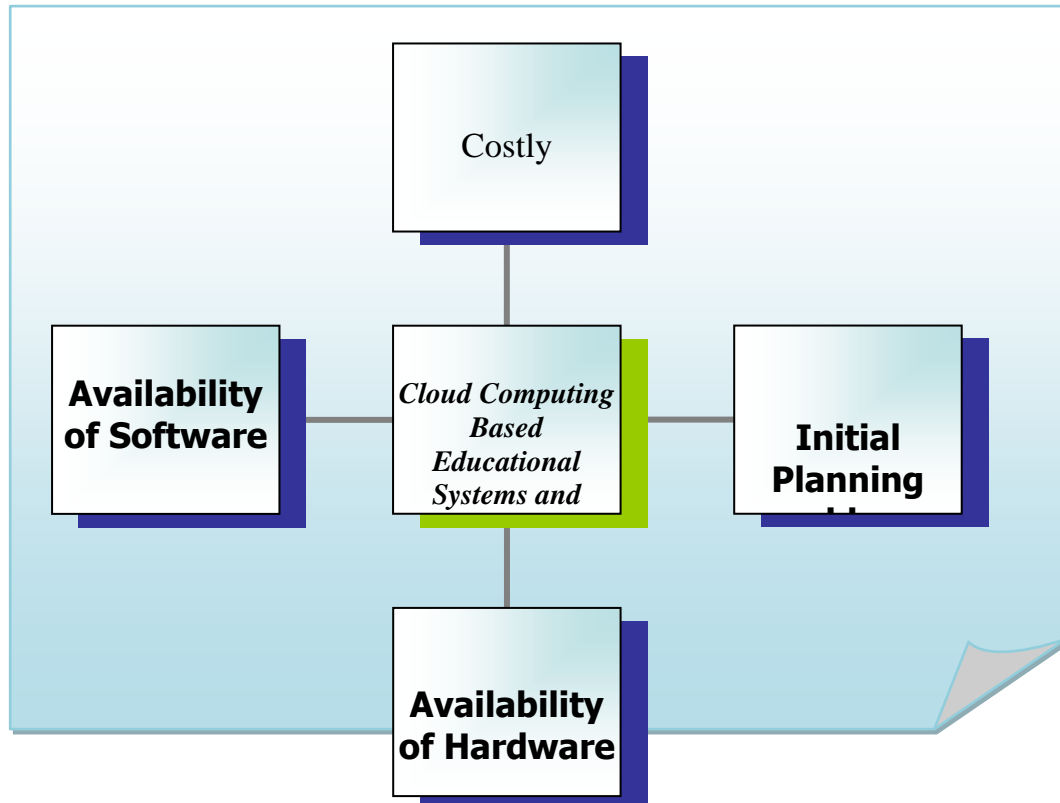 Costly
Availability
of Software
Cloud Computing
Based
Educational
Systems and
Initial
Planning
Availability
of Hardware